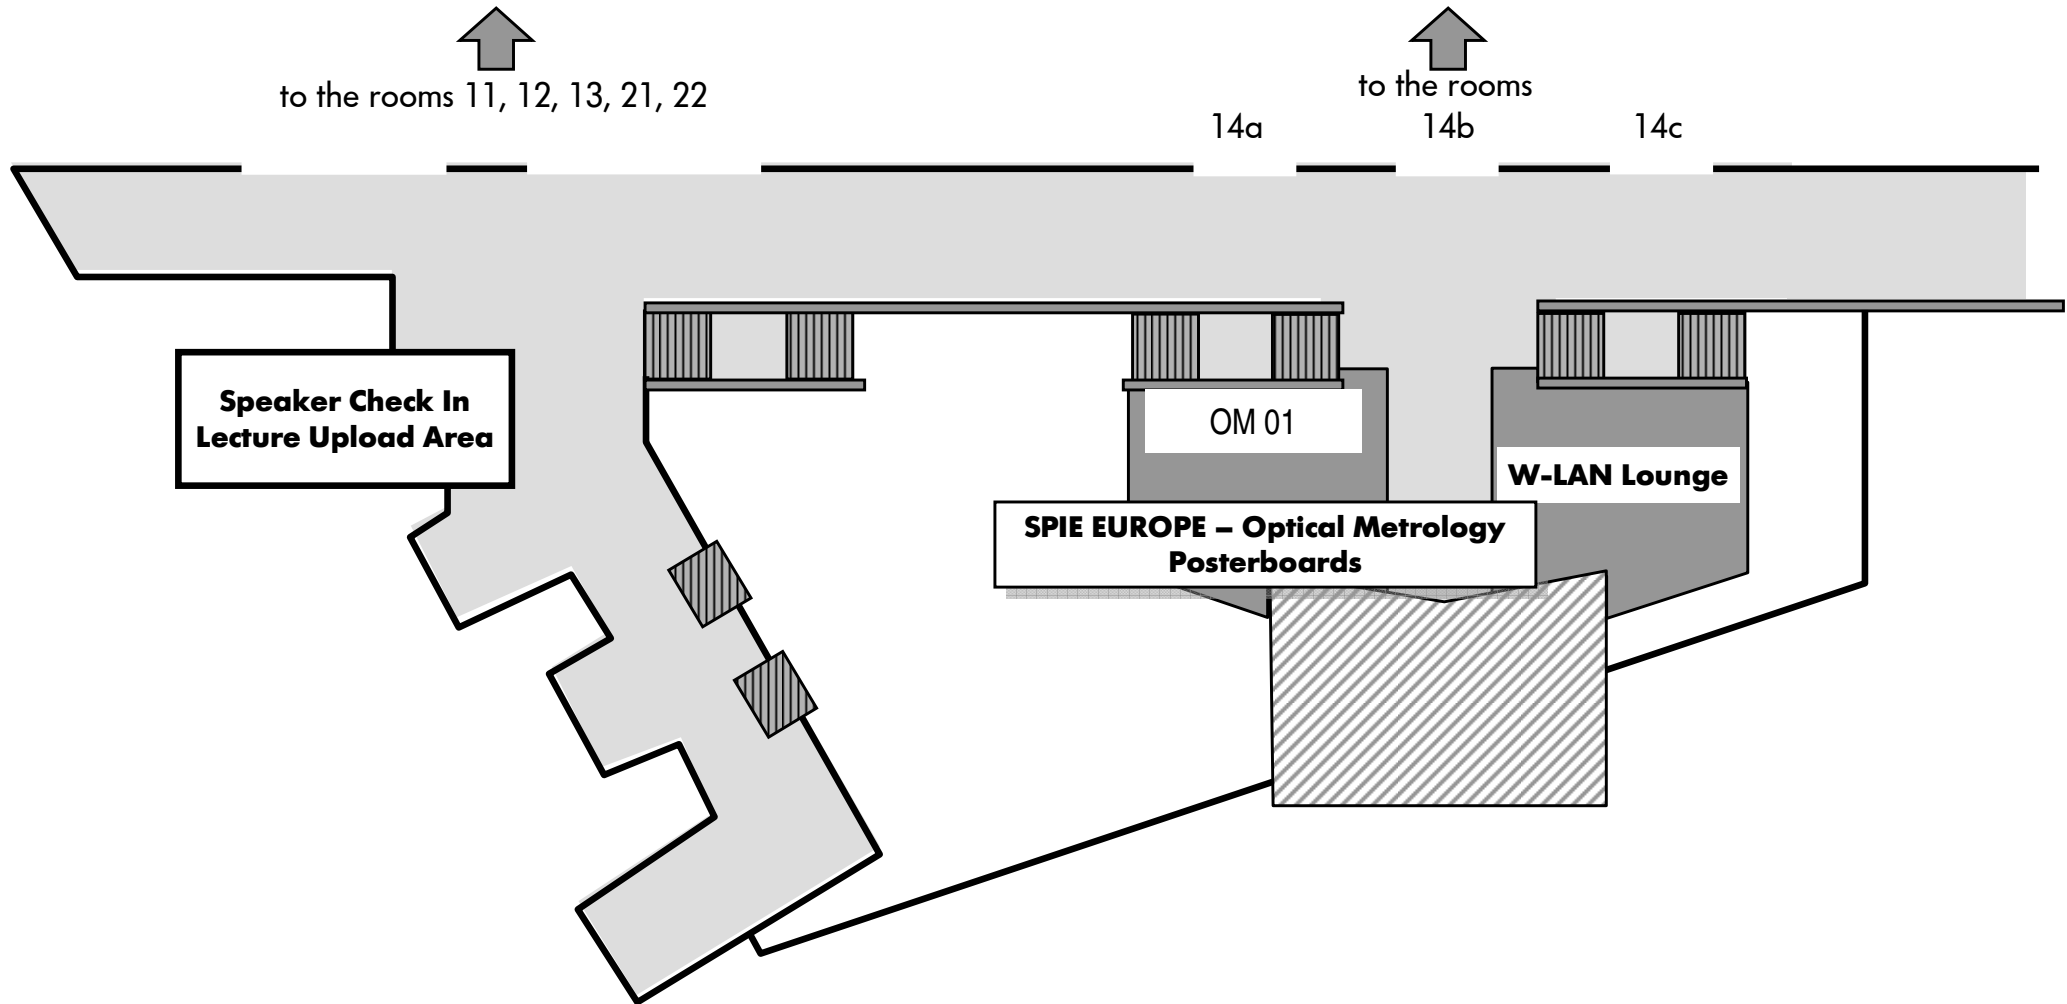 to the rooms 11, 12, 13, 21, 22
to the rooms
14a 14b 14c
Speaker Check In
Lecture Upload Area
OM 01
W-LAN Lounge
SPIE EUROPE – Optical Metrology
Posterboards